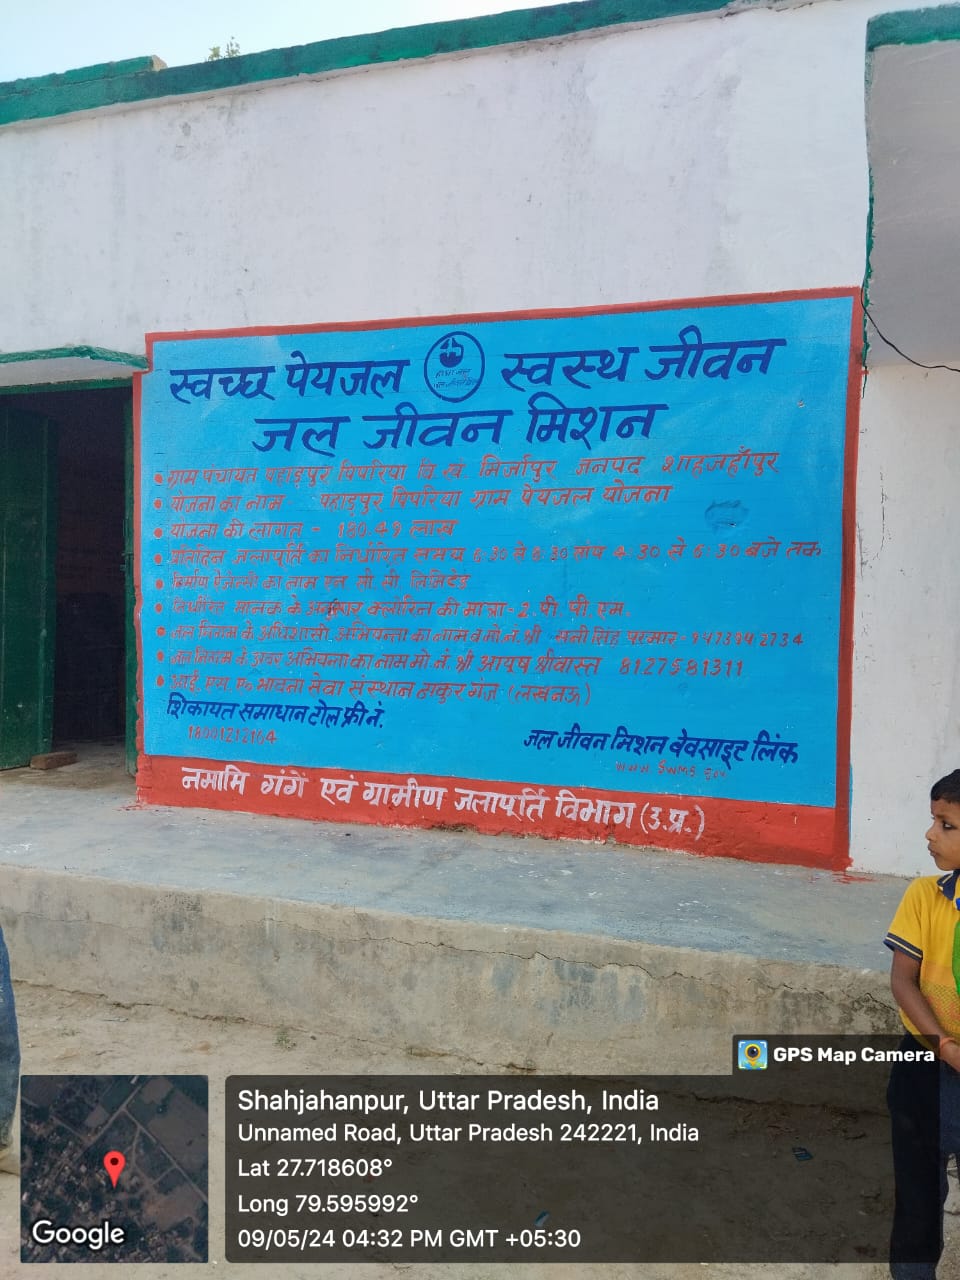 स्वच्छ पेयजल स्वस्थ जीवन
जल जीवन मिशन
ग्राम पंचायत पहाड़पुर पिपरिया वि. खं. मिर्जापुर जनपद शाहजहाँपुर
योजना का नाम पहाड़पुर पिपरिया ग्राम पेयजल योजना
योजना की लागत - 180.49 लाख
प्रतिदिन जलापूर्ति का निर्धारित समय 6:30 से 8:30 सांय 4:30 से 6:30 बजे तक
निर्माण ऐजेन्सी का नाम एन. सी. सी. लिमिटेड
निर्धारित मानक के अनुसार क्लोरिन की मात्रा - 2. पी. पी. एम.
जल निगम के अधिशासी अभियन्ता का नाम व मो. नं. श्री सिंह परमार -
जल निगम के अवर अभियन्ता का नाम मो. नं. श्री आयूष श्रीवास्त 8127581311
आई. एस. ए० भावना सेवा संस्थान ठाकुर गंज (लखनऊ)
शिकायत समाधान टोल फ्री नं.
18001212164
जल जीवन मिशन वेवसाइट लिंक
नमामि गंगें एवं ग्रामीण जलापूर्ति विभाग (उ.प्र.)
GPS Map Camera
Shahjahanpur, Uttar Pradesh, India
Unnamed Road, Uttar Pradesh 242221, India
Lat 27.718608°
Long 79.595992°
09/05/24 04:32 PM GMT +05:30
Google